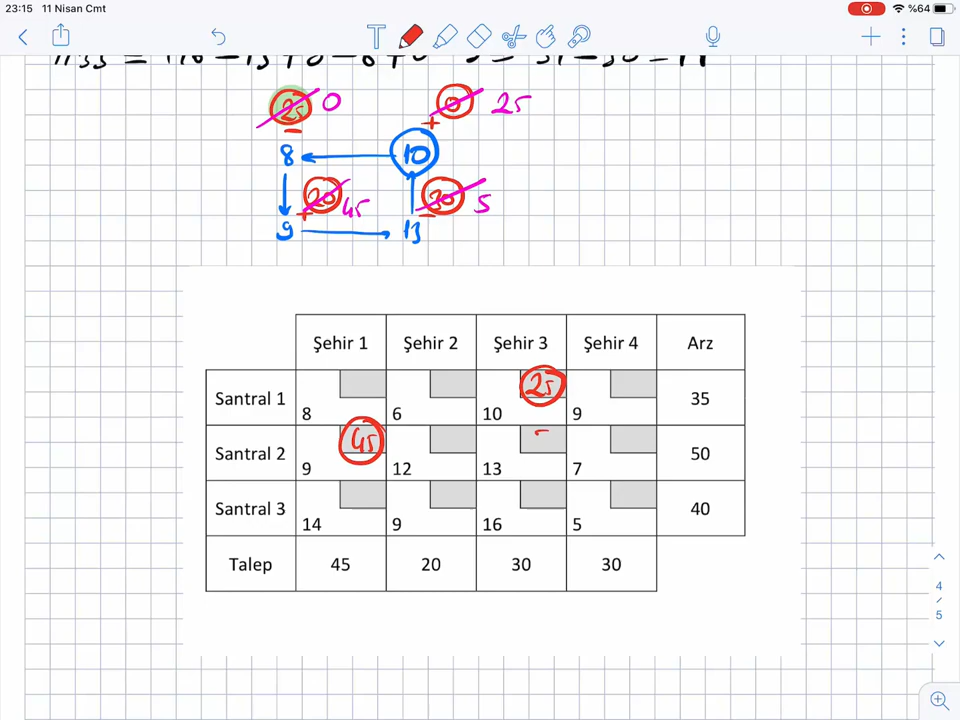 23:15 11 Nisan Cmt %64
25 0 0 25
8 10
20 45 30 5
9 13
Şehir 1 Şehir 2 Şehir 3 Şehir 4 Arz
Santral 1 8 6 10 25 9 35
Santral 2 9 45 12 13 7 50
Santral 3 14 9 16 5 40
Talep 45 20 30 30
4
5